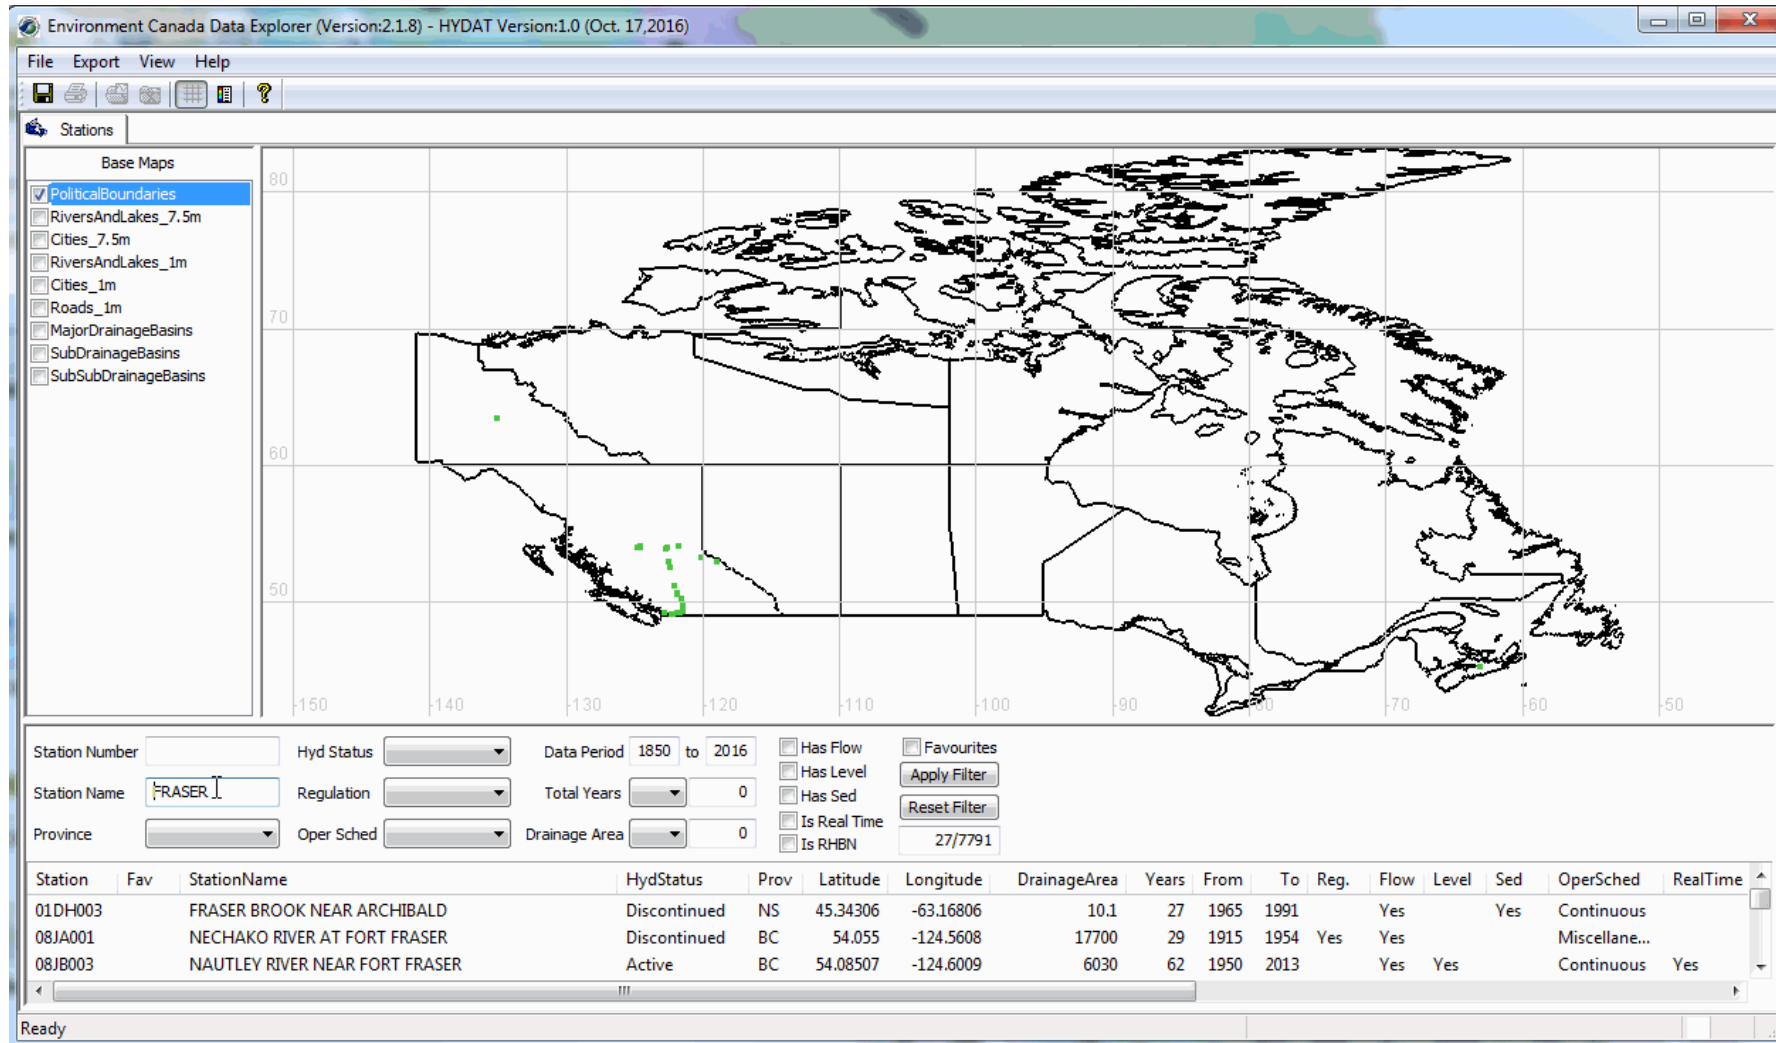 Environment Canada Data Explorer (Version:2.1.8) - HYDAT Version:1.0 (Oct. 17,2016)
File Export View Help
Stations
Base Maps
PoliticalBoundaries
RiversAndLakes_7.5m
Cities_7.5m
RiversAndLakes_1m
Cities_1m
Roads_1m
MajorDrainageBasins
SubDrainageBasins
SubSubDrainageBasins
80
70
60
50
-150 -140 -130 -120 -110 -100 -90 -80 -70 -60 -50
Station Number Hyd Status Data Period 1850 to 2016 Has Flow Favourites
Has Level Apply Filter
Station Name FRASER Regulation Total Years 0 Has Sed Reset Filter
Is Real Time
Province Oper Sched Drainage Area 0 Is RHBN 27/7791
Station Fav StationName HydStatus Prov Latitude Longitude DrainageArea Years From To Reg. Flow Level Sed OperSched RealTime
01DH003 FRASER BROOK NEAR ARCHIBALD Discontinued NS 45.34306 -63.16806 10.1 27 1965 1991 Yes Yes Continuous
08JA001 NECHAKO RIVER AT FORT FRASER Discontinued BC 54.055 -124.5608 17700 29 1915 1954 Yes Yes Miscellane...
08JB003 NAUTLEY RIVER NEAR FORT FRASER Active BC 54.08507 -124.6009 6030 62 1950 2013 Yes Yes Continuous Yes
Ready